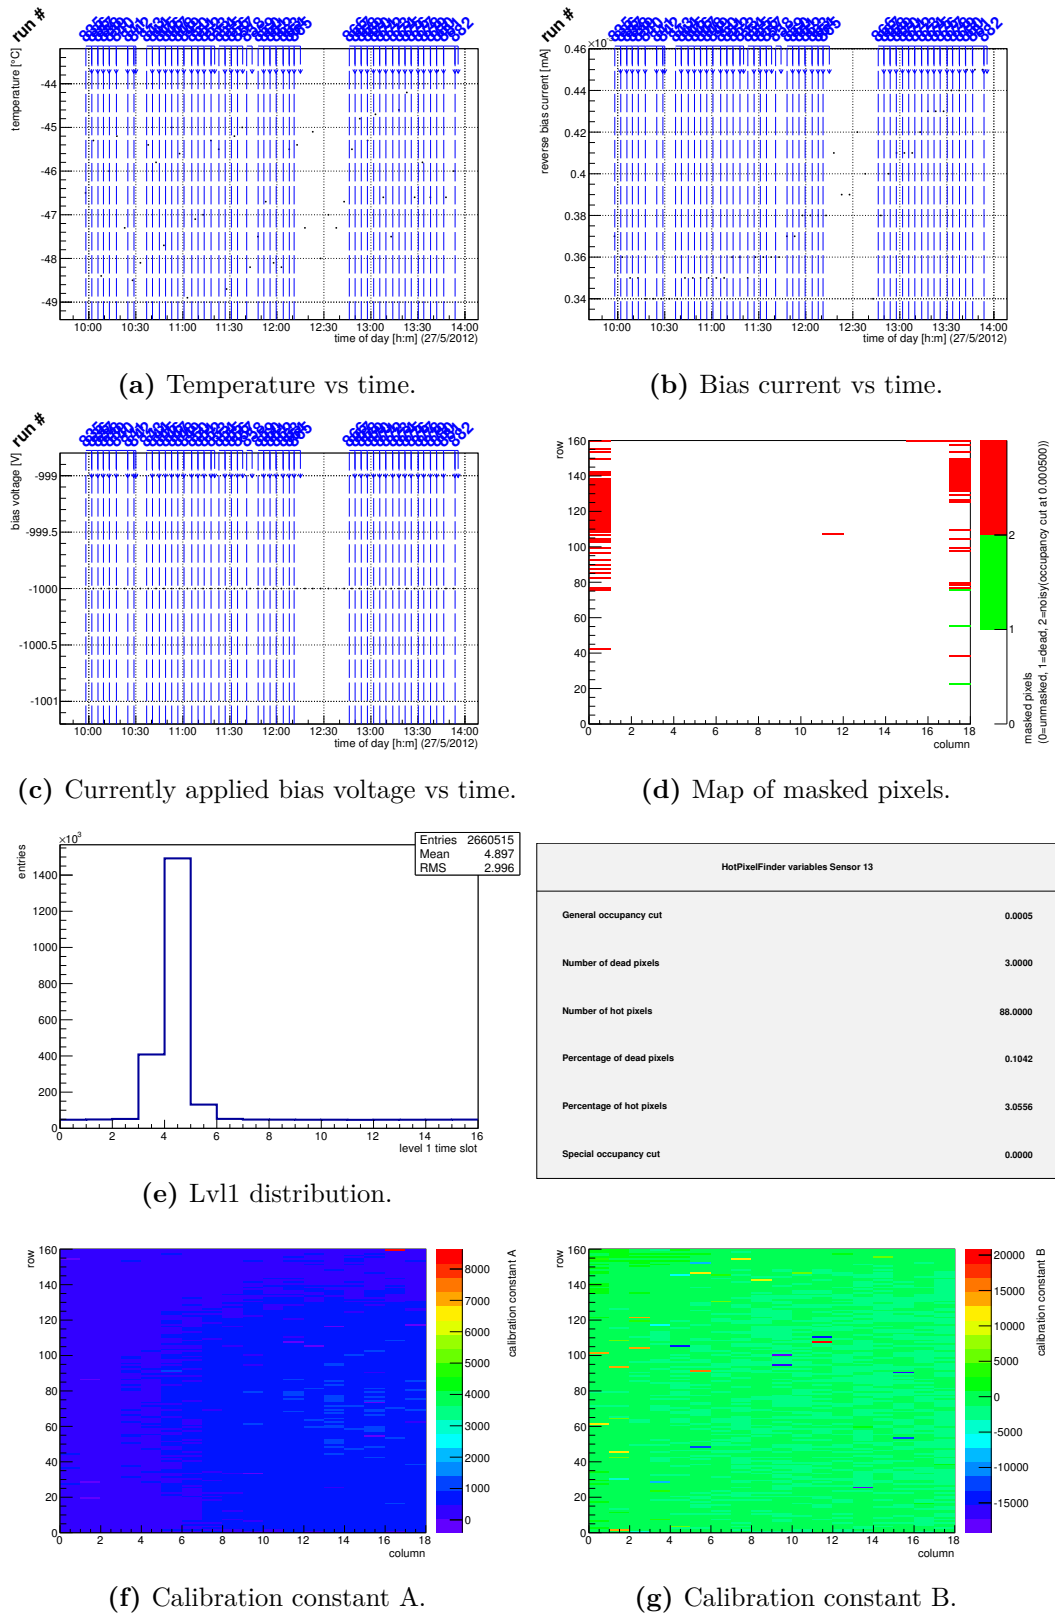 run #
temperature [°C]
-44
-45
-46
-47
-48
-49
10:00 10:30 11:00 11:30 12:00 12:30 13:00 13:30 14:00
time of day [h:m] (27/5/2012)
(a) Temperature vs time.
run #
reverse bias current [mA]
0.46
0.44
0.42
0.4
0.38
0.36
0.34
10:00 10:30 11:00 11:30 12:00 12:30 13:00 13:30 14:00
time of day [h:m] (27/5/2012)
(b) Bias current vs time.
run #
bias voltage [V]
-999
-999.5
-1000
-1000.5
-1001
10:00 10:30 11:00 11:30 12:00 12:30 13:00 13:30 14:00
time of day [h:m] (27/5/2012)
(c) Currently applied bias voltage vs time.
row
160
140
120
100
80
60
40
20
0
0 2 4 6 8 10 12 14 16 18
column
2
1
0
masked pixels
(0=unmasked, 1=dead, 2=noisy(occupancy cut at 0.000500))
(d) Map of masked pixels.
×10³
entries
1400
1200
1000
800
600
400
200
0
0 2 4 6 8 10 12 14 16
level 1 time slot
Entries 2660515
Mean 4.897
RMS 2.996
(e) Lvl1 distribution.
HotPixelFinder variables Sensor 13
General occupancy cut 0.0005
Number of dead pixels 3.0000
Number of hot pixels 88.0000
Percentage of dead pixels 0.1042
Percentage of hot pixels 3.0556
Special occupancy cut 0.0000
row
160
140
120
100
80
60
40
20
0
0 2 4 6 8 10 12 14 16 18
column
8000
7000
6000
5000
4000
3000
2000
1000
0
calibration constant A
(f) Calibration constant A.
row
160
140
120
100
80
60
40
20
0
0 2 4 6 8 10 12 14 16 18
column
20000
15000
10000
5000
0
-5000
-10000
-15000
calibration constant B
(g) Calibration constant B.